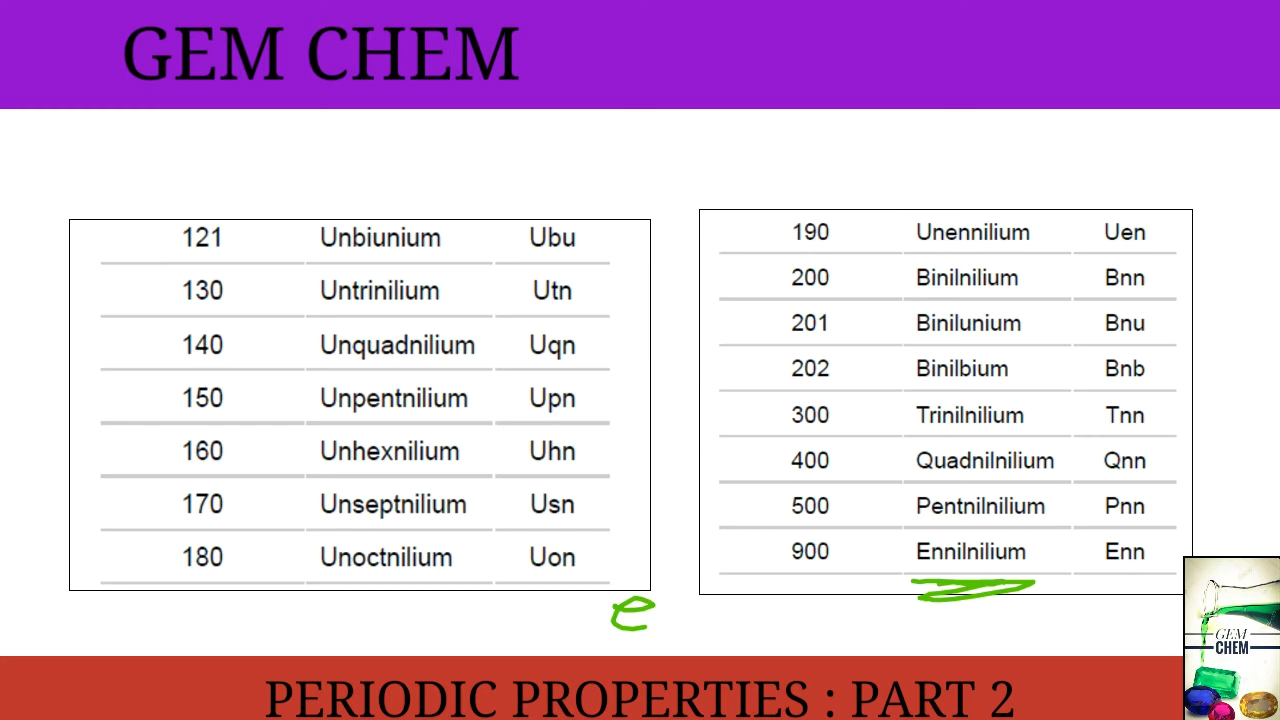 GEM CHEM
121 Unbiunium Ubu
130 Untrinilium Utn
140 Unquadnilium Uqn
150 Unpentnilium Upn
160 Unhexnilium Uhn
170 Unseptnilium Usn
180 Unoctnilium Uon
190 Unennilium Uen
200 Binilnilium Bnn
201 Binilunium Bnu
202 Binilbium Bnb
300 Trinilnilium Tnn
400 Quadnilnilium Qnn
500 Pentnilnilium Pnn
900 Ennilnilium Enn
e
GEM
CHEM
PERIODIC PROPERTIES : PART 2